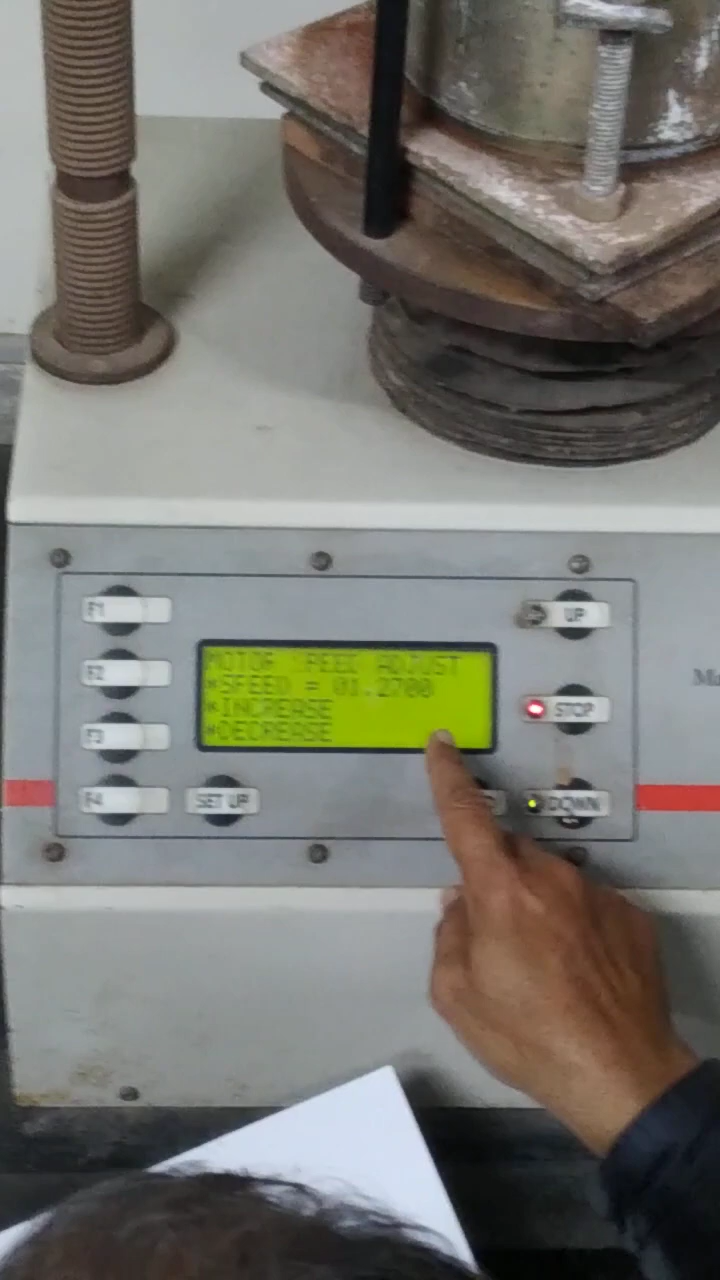 MOTOR SPEED ADJUST
*SPEED = 01.2700
*INCREASE
*DECREASE
F1
F2
F3
F4
SET UP
UP
STOP
DOWN